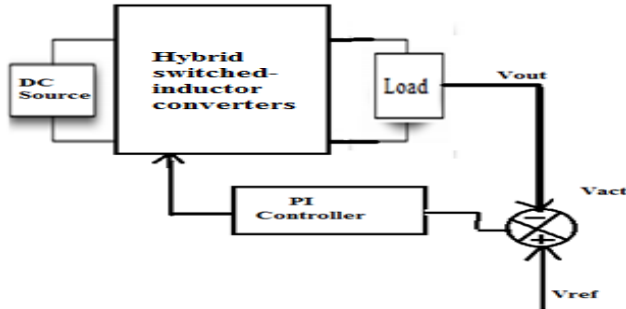 Hybrid
switched-
inductor
converters
DC
Source
Load
Vout
PI
Controller
Vact
−
+
Vref